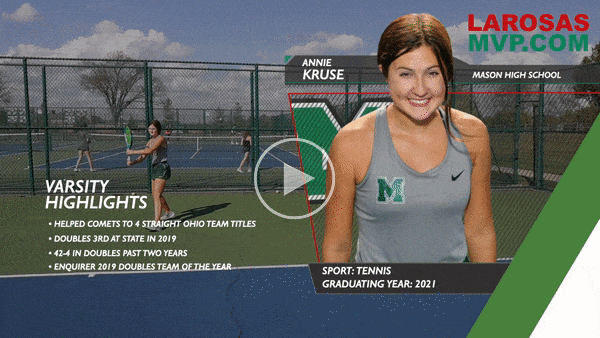 LAROSAS
MVP.COM
ANNIE
KRUSE
MASON HIGH SCHOOL
M
VARSITY
HIGHLIGHTS
• HELPED COMETS TO 4 STRAIGHT OHIO TEAM TITLES
• DOUBLES 3RD AT STATE IN 2019
• 42-4 IN DOUBLES PAST TWO YEARS
• ENQUIRER 2019 DOUBLES TEAM OF THE YEAR
SPORT: TENNIS
GRADUATING YEAR: 2021